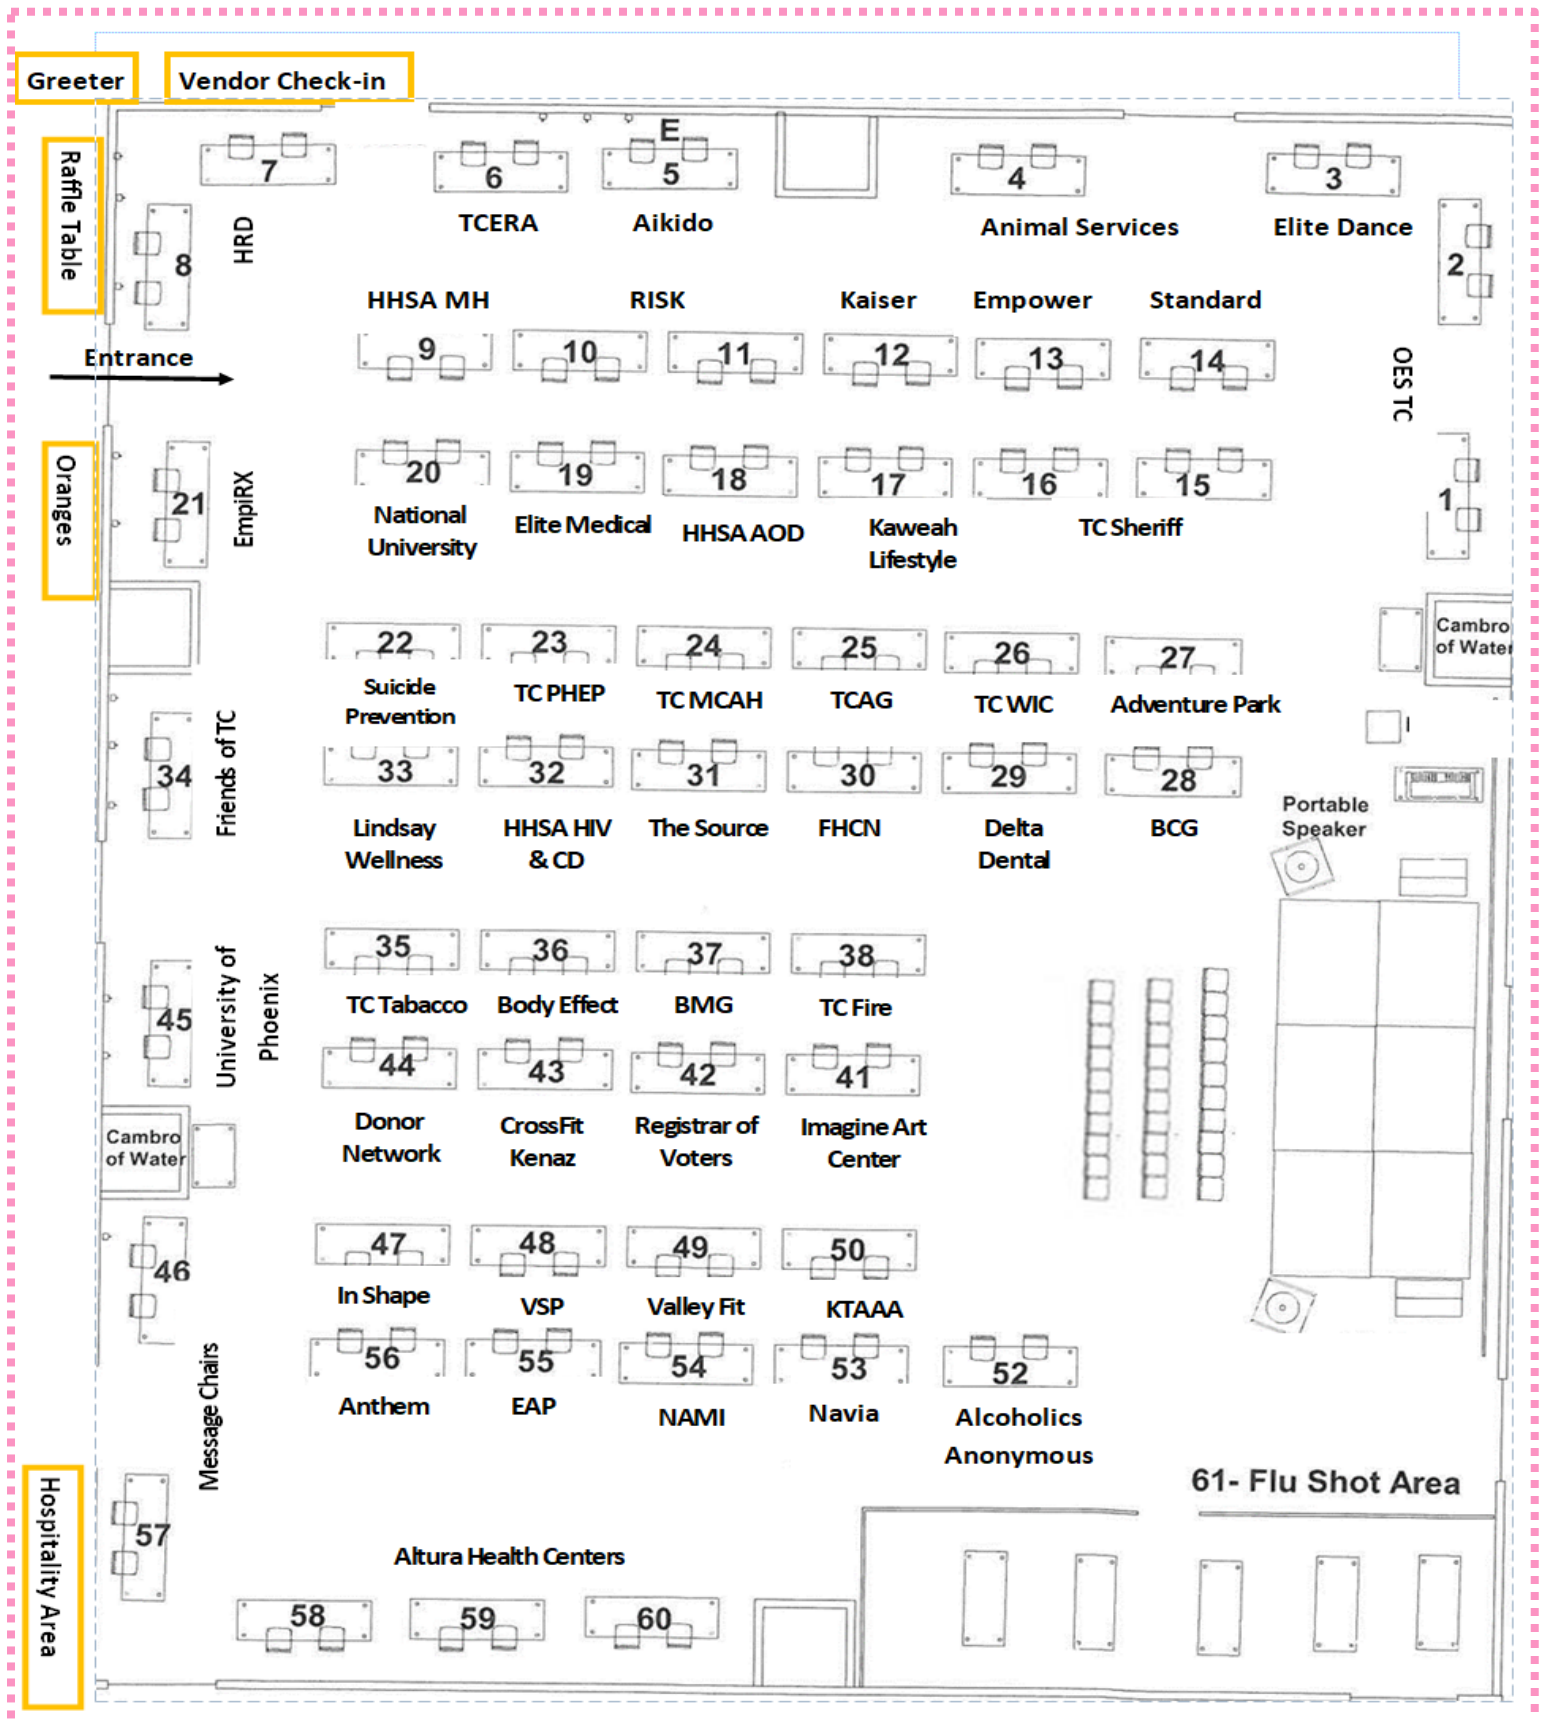 Greeter
Vendor Check-in
Raffle Table
E
7
6
5
4
3
HRD
TCERA
Aikido
Animal Services
Elite Dance
8
2
HHSA MH
RISK
Kaiser
Empower
Standard
9
10
11
12
13
14
Entrance
OES TC
Oranges
21
EmpiRX
20
19
18
17
16
15
1
National
University
Elite Medical
HHSA AOD
Kaweah
Lifestyle
TC Sheriff
22
23
24
25
26
27
Cambro
of Water
Suicide
Prevention
TC PHEP
TC MCAH
TCAG
TC WIC
Adventure Park
34
Friends of TC
33
32
31
30
29
28
Lindsay
Wellness
HHSA HIV
& CD
The Source
FHCN
Delta
Dental
BCG
Portable
Speaker
35
36
37
38
45
University of
Phoenix
TC Tabacco
Body Effect
BMG
TC Fire
44
43
42
41
Donor
Network
CrossFit
Kenaz
Registrar of
Voters
Imagine Art
Center
Cambro
of Water
46
47
48
49
50
In Shape
VSP
Valley Fit
KTAAA
56
55
54
53
52
Message Chairs
Anthem
EAP
NAMI
Navia
Alcoholics
Anonymous
Hospitality Area
57
61- Flu Shot Area
Altura Health Centers
58
59
60